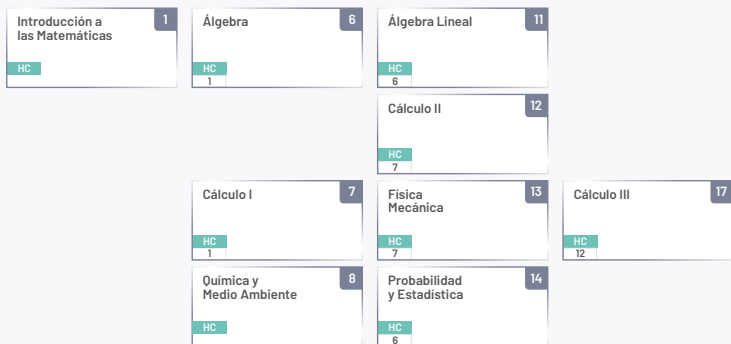 Introducción a
las Matemáticas
1
HC
Álgebra
6
HC
1
Álgebra Lineal
11
HC
6
Cálculo II
12
HC
7
Cálculo I
7
HC
1
Física
Mecánica
13
HC
7
Cálculo III
17
HC
12
Química y
Medio Ambiente
8
HC
Probabilidad
y Estadística
14
HC
6